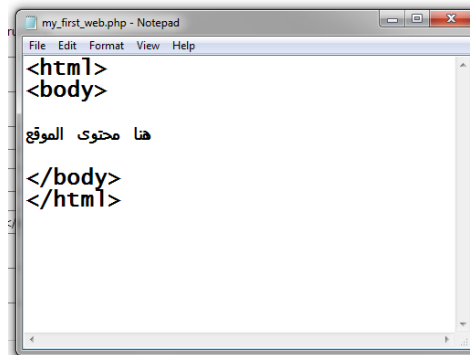 my_first_web.php - Notepad
File Edit Format View Help
<html>
<body>
هنا محتوى الموقع
</body>
</html>